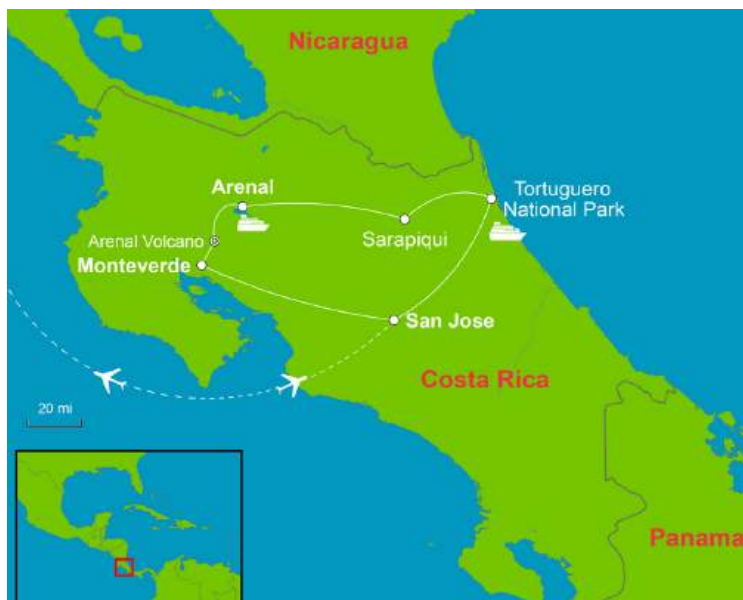 Nicaragua
Arenal
Tortuguero
National Park
Sarapiqui
Arenal Volcano
Monteverde
San Jose
Costa Rica
20 mi
Panama